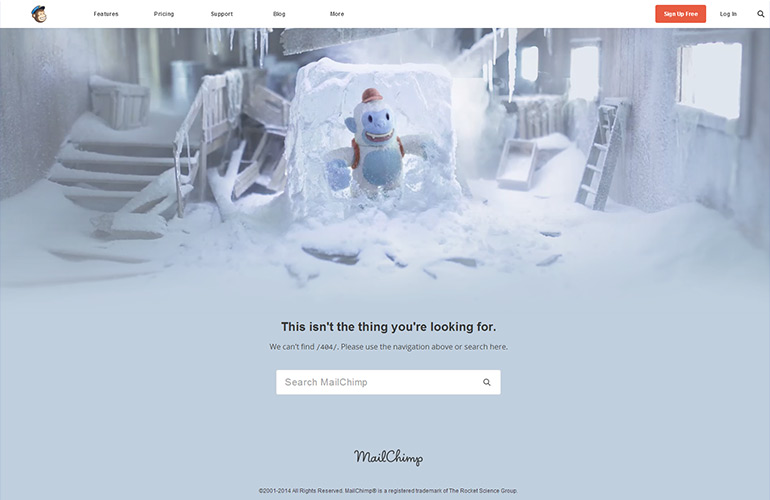 Features Pricing Support Blog More Sign Up Free Log In
This isn't the thing you're looking for.
We can't find /404/. Please use the navigation above or search here.
Search MailChimp
MailChimp
©2001-2014 All Rights Reserved. MailChimp® is a registered trademark of The Rocket Science Group.